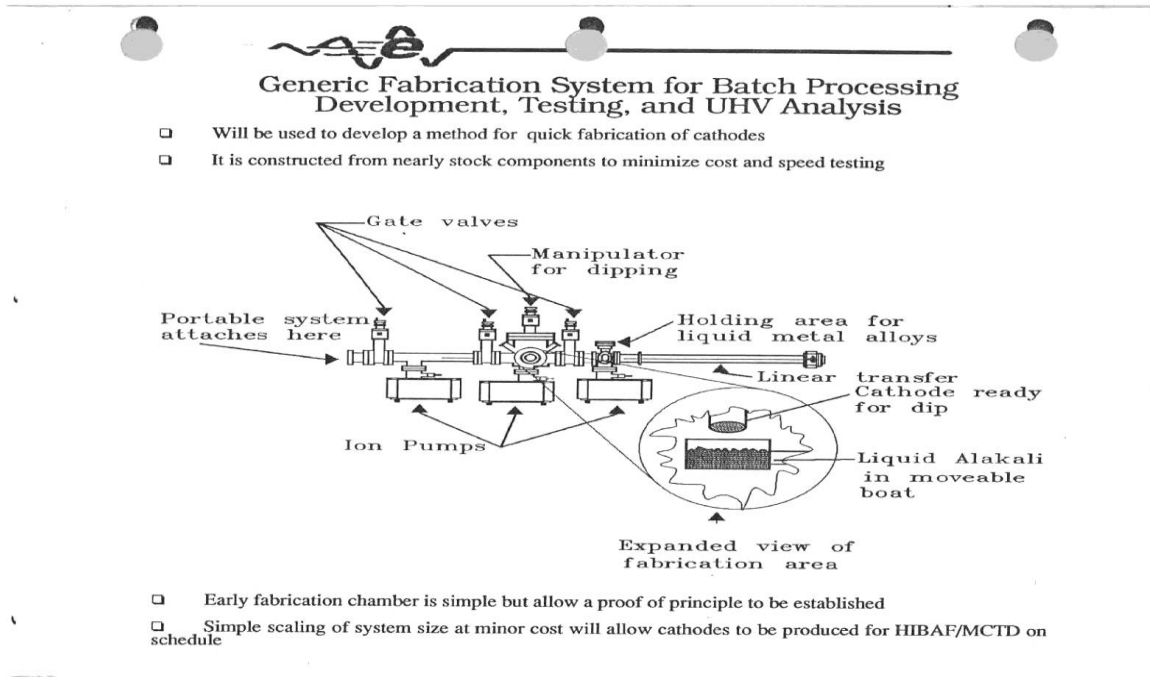 Generic Fabrication System for Batch Processing
Development, Testing, and UHV Analysis
❑ Will be used to develop a method for quick fabrication of cathodes
❑ It is constructed from nearly stock components to minimize cost and speed testing
Gate valves
Manipulator
for dipping
Portable system
attaches here
Holding area for
liquid metal alloys
Linear transfer
Cathode ready
for dip
Ion Pumps
Liquid Alakali
in moveable
boat
Expanded view of
fabrication area
❑ Early fabrication chamber is simple but allow a proof of principle to be established
❑ Simple scaling of system size at minor cost will allow cathodes to be produced for HIBAF/MCTD on
schedule